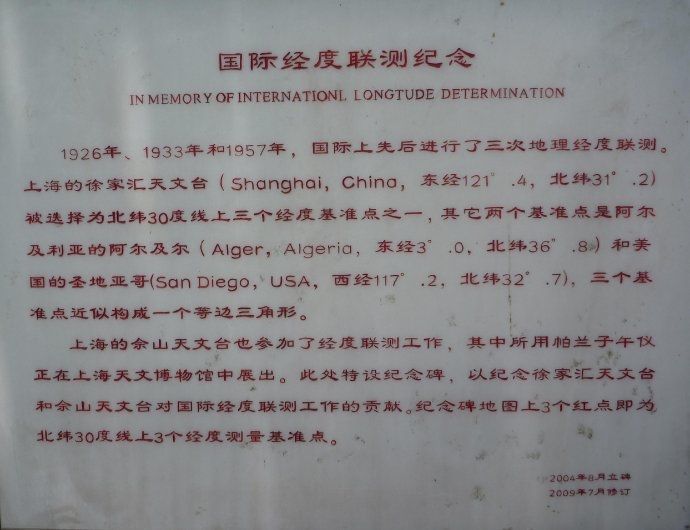 国际经度联测纪念
IN MEMORY OF INTERNATIONL LONGTUDE DETERMINATION
1926年、1933年和1957年，国际上先后进行了三次地理经度联测。
上海的徐家汇天文台（Shanghai，China，东经121°.4，北纬31°.2)
被选择为北纬30度线上三个经度基准点之一，其它两个基准点是阿尔
及利亚的阿尔及尔（Alger，Algeria，东经3°.0，北纬36°.8）和美
国的圣地亚哥(San Diego，USA，西经117°.2，北纬32°.7)，三个基
准点近似构成一个等边三角形。
上海的佘山天文台也参加了经度联测工作，其中所用帕兰子午仪
正在上海天文博物馆中展出。此处特设纪念碑，以纪念徐家汇天文台
和佘山天文台对国际经度联测工作的贡献。纪念碑地图上3个红点即为
北纬30度线上3个经度测量基准点。
2004年8月立碑
2009年7月修订